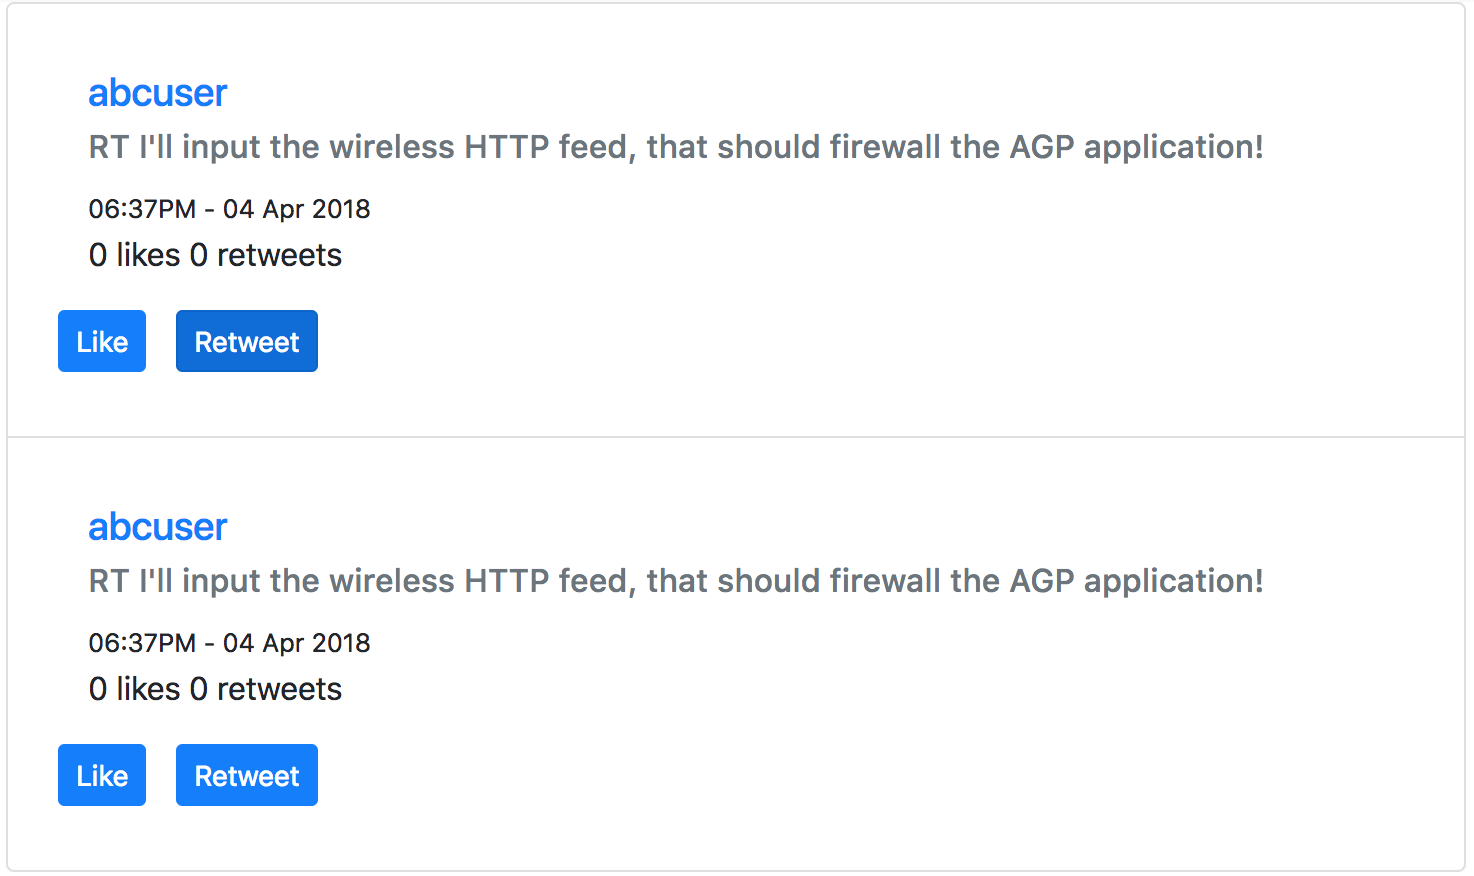 abcuser
RT I'll input the wireless HTTP feed, that should firewall the AGP application!
06:37PM - 04 Apr 2018
0 likes 0 retweets
Like Retweet
abcuser
RT I'll input the wireless HTTP feed, that should firewall the AGP application!
06:37PM - 04 Apr 2018
0 likes 0 retweets
Like Retweet